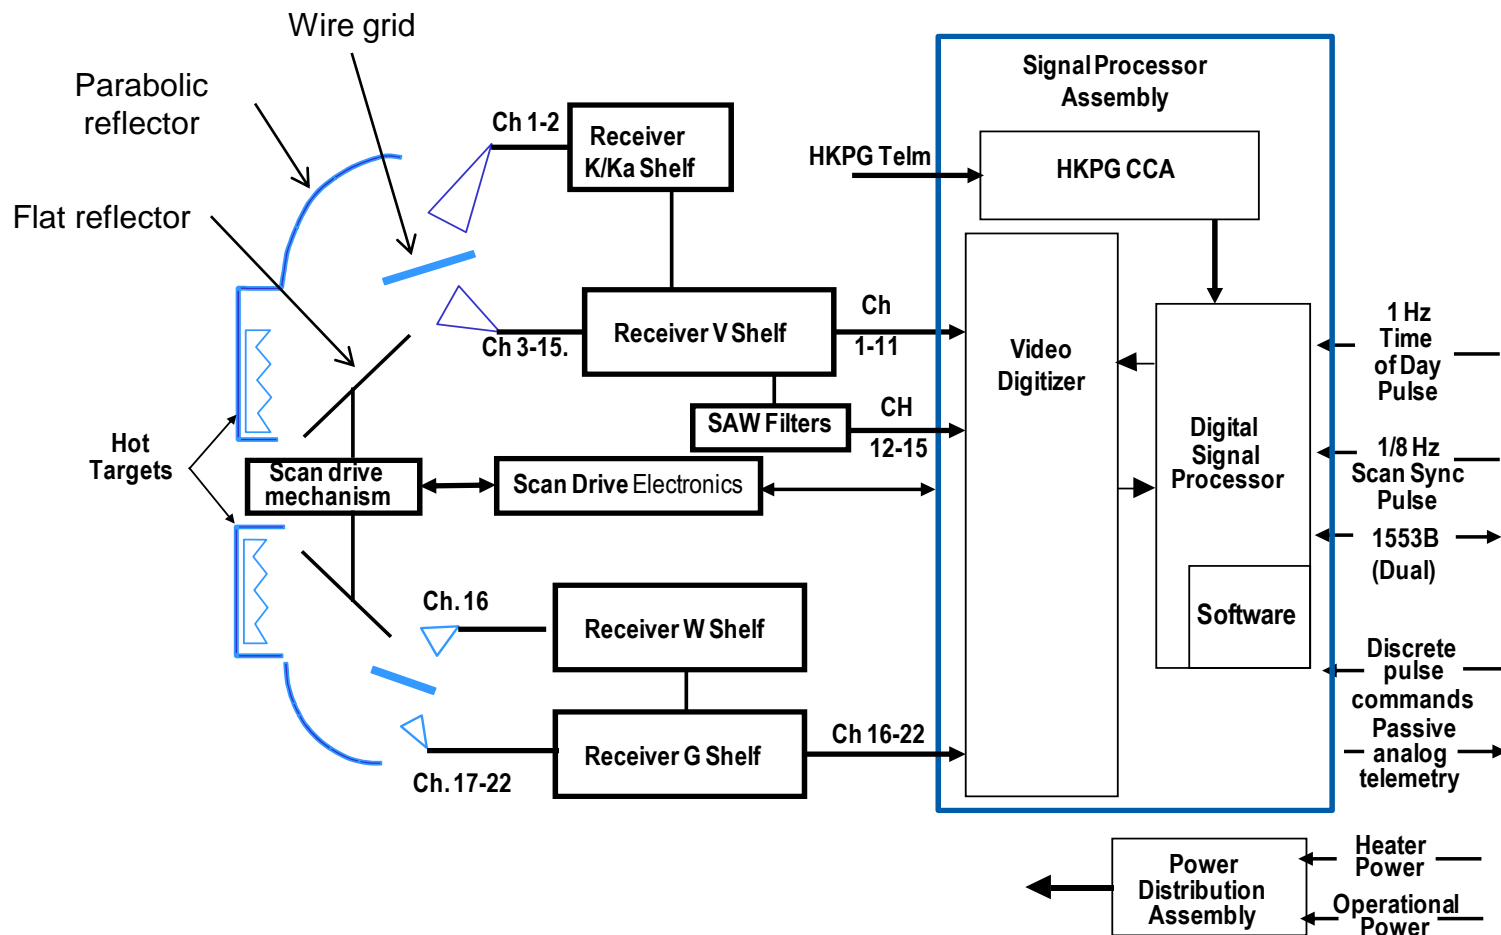 Wire grid
Parabolic
reflector
Flat reflector
Hot
Targets
Ch 1-2
Receiver
K/Ka Shelf
Ch 3-15.
Receiver V Shelf
Ch
1-11
SAW Filters
CH
12-15
Scan drive
mechanism
Scan Drive Electronics
Ch. 16
Receiver W Shelf
Ch. 17-22
Receiver G Shelf
Ch 16-22
Signal Processor
Assembly
HKPG Telm
HKPG CCA
Video
Digitizer
Digital
Signal
Processor
Software
1 Hz
Time
of Day
Pulse
1/8 Hz
Scan Sync
Pulse
1553B
(Dual)
Discrete
pulse
commands
Passive
analog
telemetry
Power
Distribution
Assembly
Heater
Power
Operational
Power